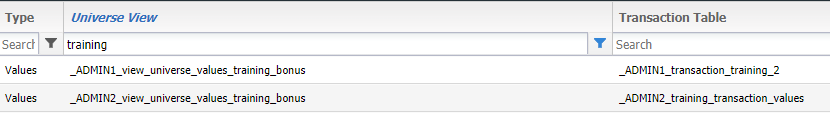 Type Universe View Transaction Table
Search training Search
Values _ADMIN1_view_universe_values_training_bonus _ADMIN1_transaction_training_2
Values _ADMIN2_view_universe_values_training_bonus _ADMIN2_training_transaction_values